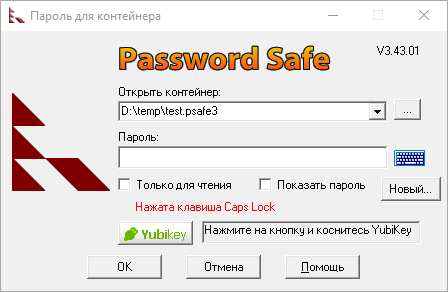 Пароль для контейнера
Password Safe
V3.43.01
Открыть контейнер:
D:\temp\test.psafe3
...
Пароль:
Только для чтения
Показать пароль
Новый...
Нажата клавиша Caps Lock
Yubikey
Нажмите на кнопку и коснитесь YubiKey
OK
Отмена
Помощь